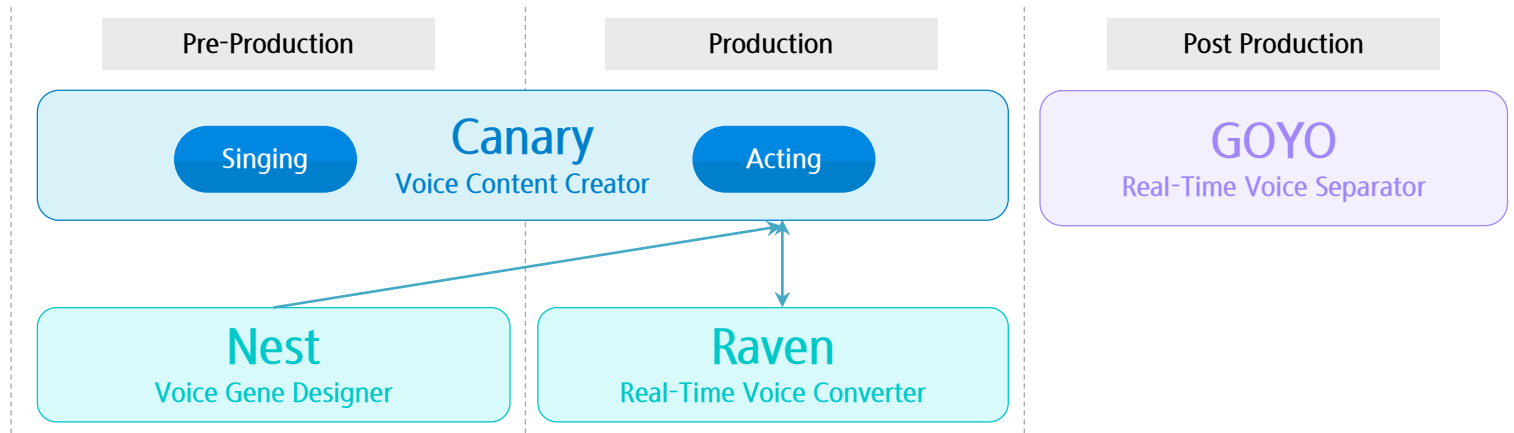 Pre-Production
Production
Post Production
Singing
Canary
Voice Content Creator
Acting
GOYO
Real-Time Voice Separator
Nest
Voice Gene Designer
Raven
Real-Time Voice Converter